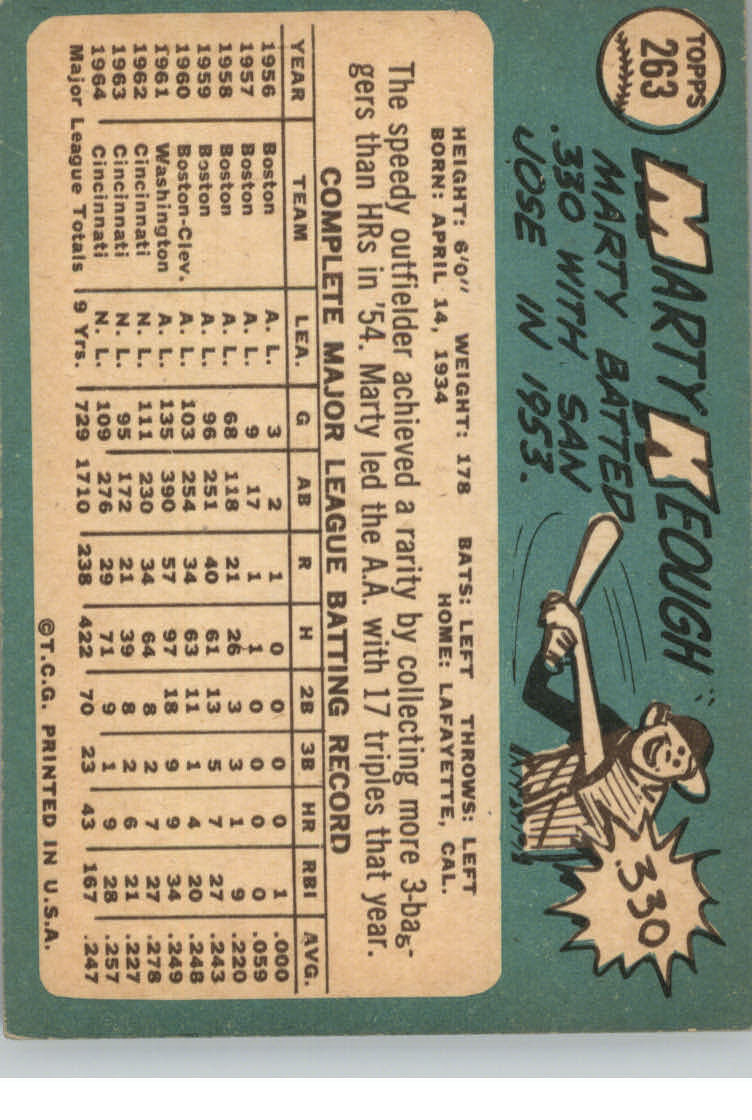 TOPPS
263
MARTY KEOUGH
MARTY BATTED
.330 WITH SAN
JOSE IN 1953.
.330
HEIGHT: 6'0" WEIGHT: 178 BATS: LEFT THROWS: LEFT
BORN: APRIL 14, 1934 HOME: LAFAYETTE, CAL.
The speedy outfielder achieved a rarity by collecting more 3-bag-
gers than HRs in '54. Marty led the A.A. with 17 triples that year.
COMPLETE MAJOR LEAGUE BATTING RECORD
YEAR TEAM LEA. G AB R H 2B 3B HR RBI AVG.
1956 Boston A. L. 3 2 1 0 0 0 0 1 .000
1957 Boston A. L. 9 17 1 1 0 0 0 0 .059
1958 Boston A. L. 68 118 21 26 3 3 1 9 .220
1959 Boston A. L. 96 251 40 61 13 5 7 27 .243
1960 Boston-Clev. A. L. 103 254 34 63 11 1 4 20 .248
1961 Washington A. L. 135 390 57 97 18 9 9 34 .249
1962 Cincinnati N. L. 111 230 34 64 8 2 7 27 .278
1963 Cincinnati N. L. 95 172 21 39 8 2 6 21 .227
1964 Cincinnati N. L. 109 276 29 71 9 1 9 28 .257
Major League Totals 9 Yrs. 729 1710 238 422 70 23 43 167 .247
©T.C.G. PRINTED IN U.S.A.